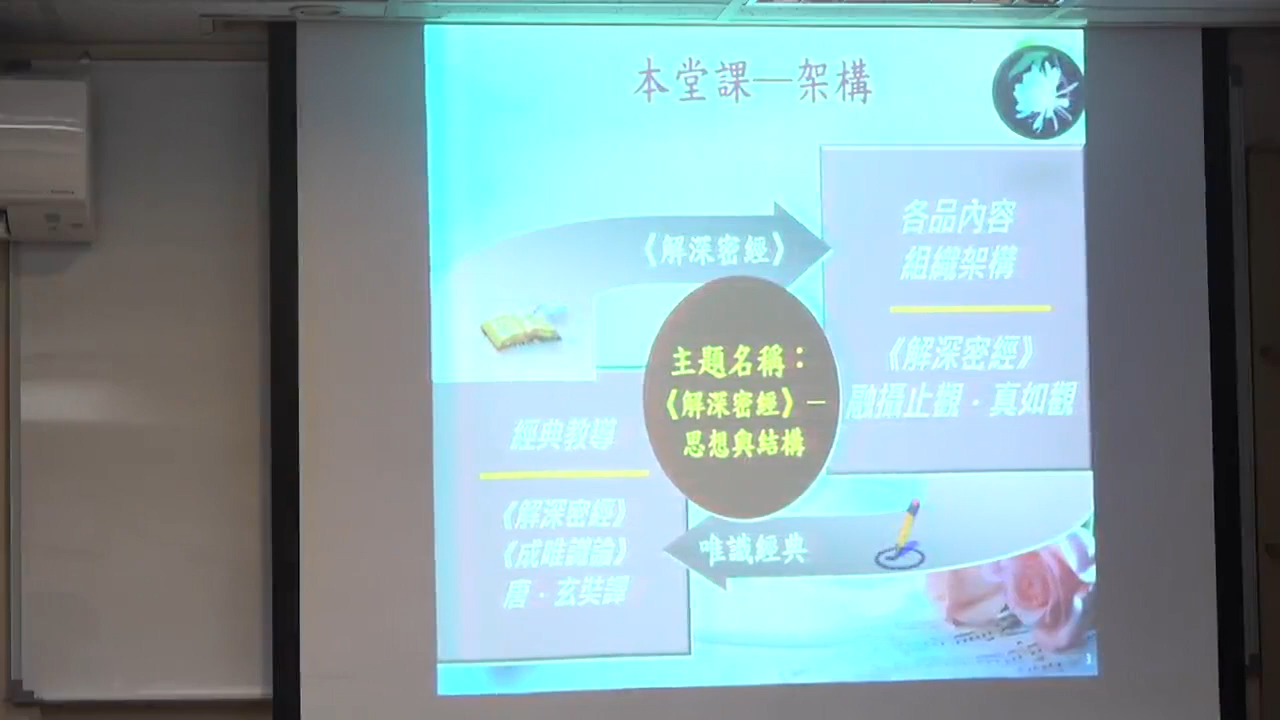 本堂課—架構
《解深密經》
各品內容
組織架構
《解深密經》
融攝止觀．真如觀
主題名稱：
《解深密經》—
思想與結構
經典教導
《解深密經》
《成唯識論》
唐．玄奘譯
唯識經典
3